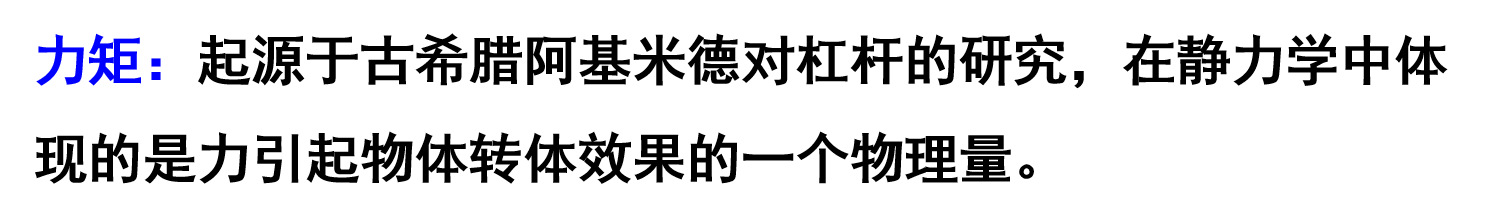 力矩：起源于古希腊阿基米德对杠杆的研究，在静力学中体
现的是力引起物体转体效果的一个物理量。